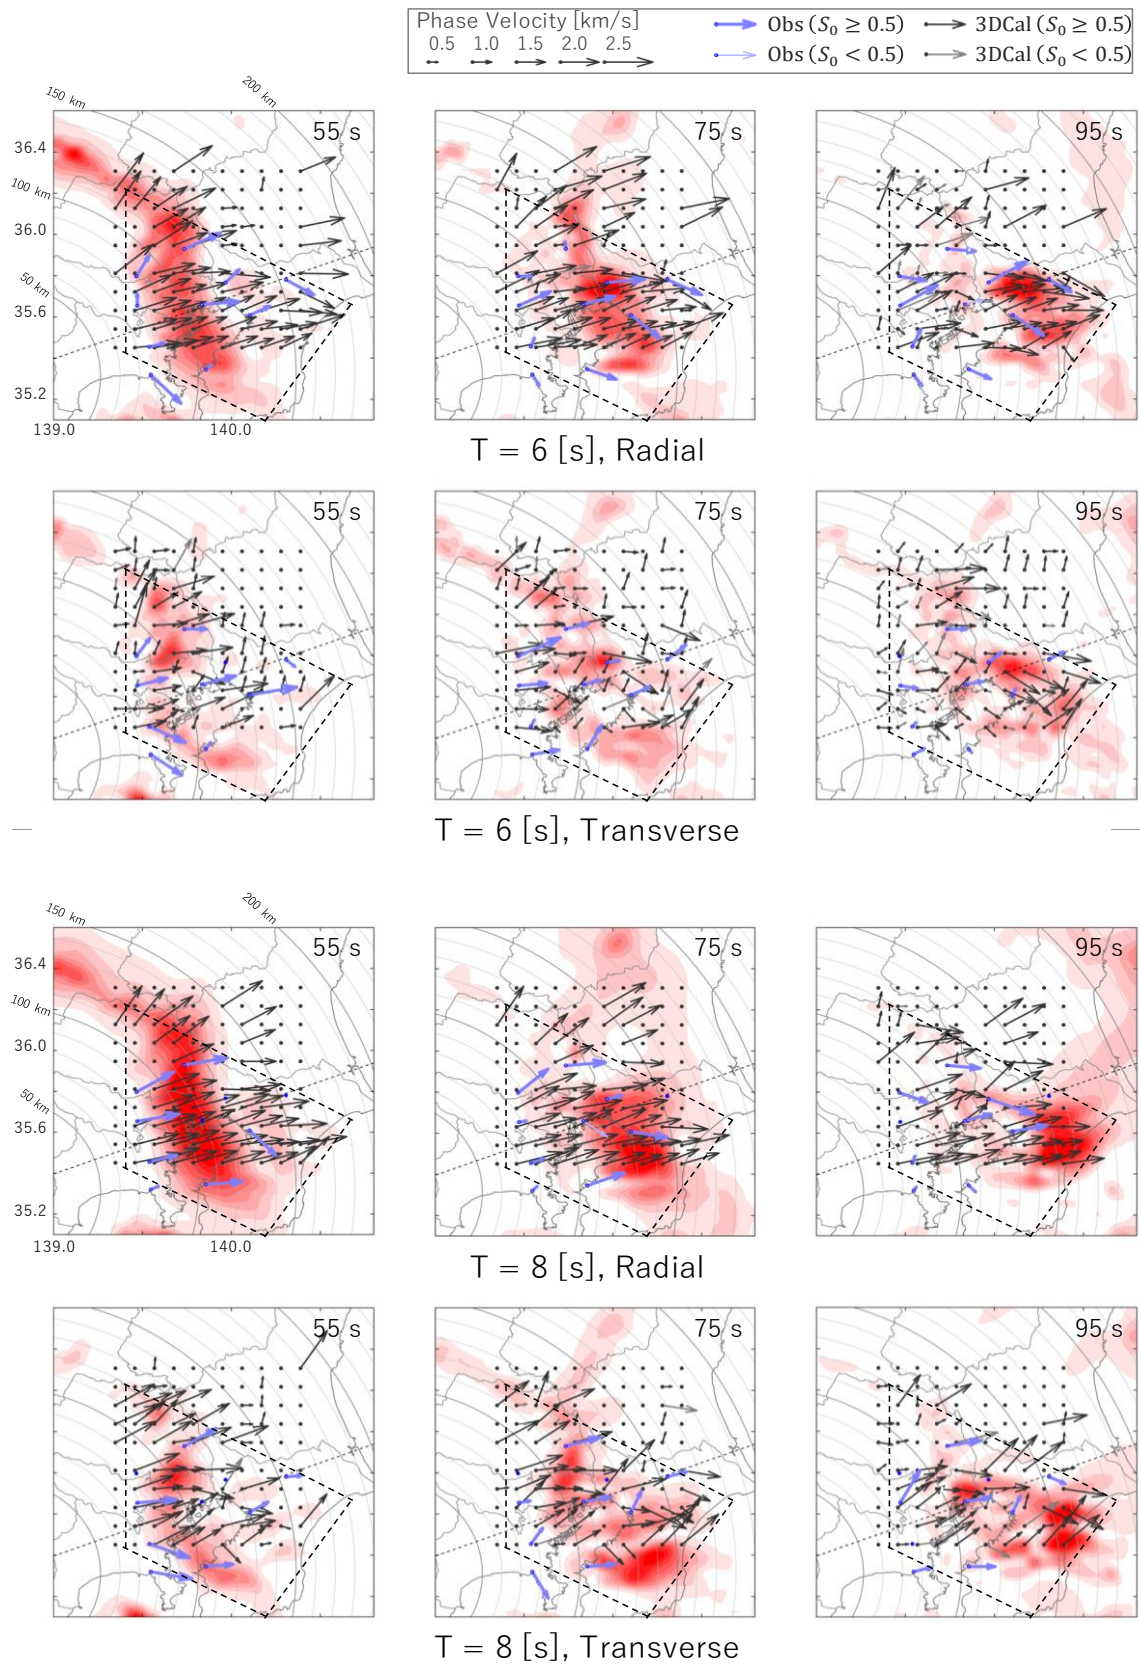 Phase Velocity [km/s]
0.5 1.0 1.5 2.0 2.5
Obs (S₀ ≥ 0.5) 3DCal (S₀ ≥ 0.5)
Obs (S₀ < 0.5) 3DCal (S₀ < 0.5)
150 km 200 km
55 s 75 s 95 s
36.4
100 km
36.0
50 km
35.6
35.2
139.0 140.0
T = 6 [s], Radial
55 s 75 s 95 s
T = 6 [s], Transverse
150 km 200 km
55 s 75 s 95 s
36.4
100 km
36.0
50 km
35.6
35.2
139.0 140.0
T = 8 [s], Radial
55 s 75 s 95 s
T = 8 [s], Transverse